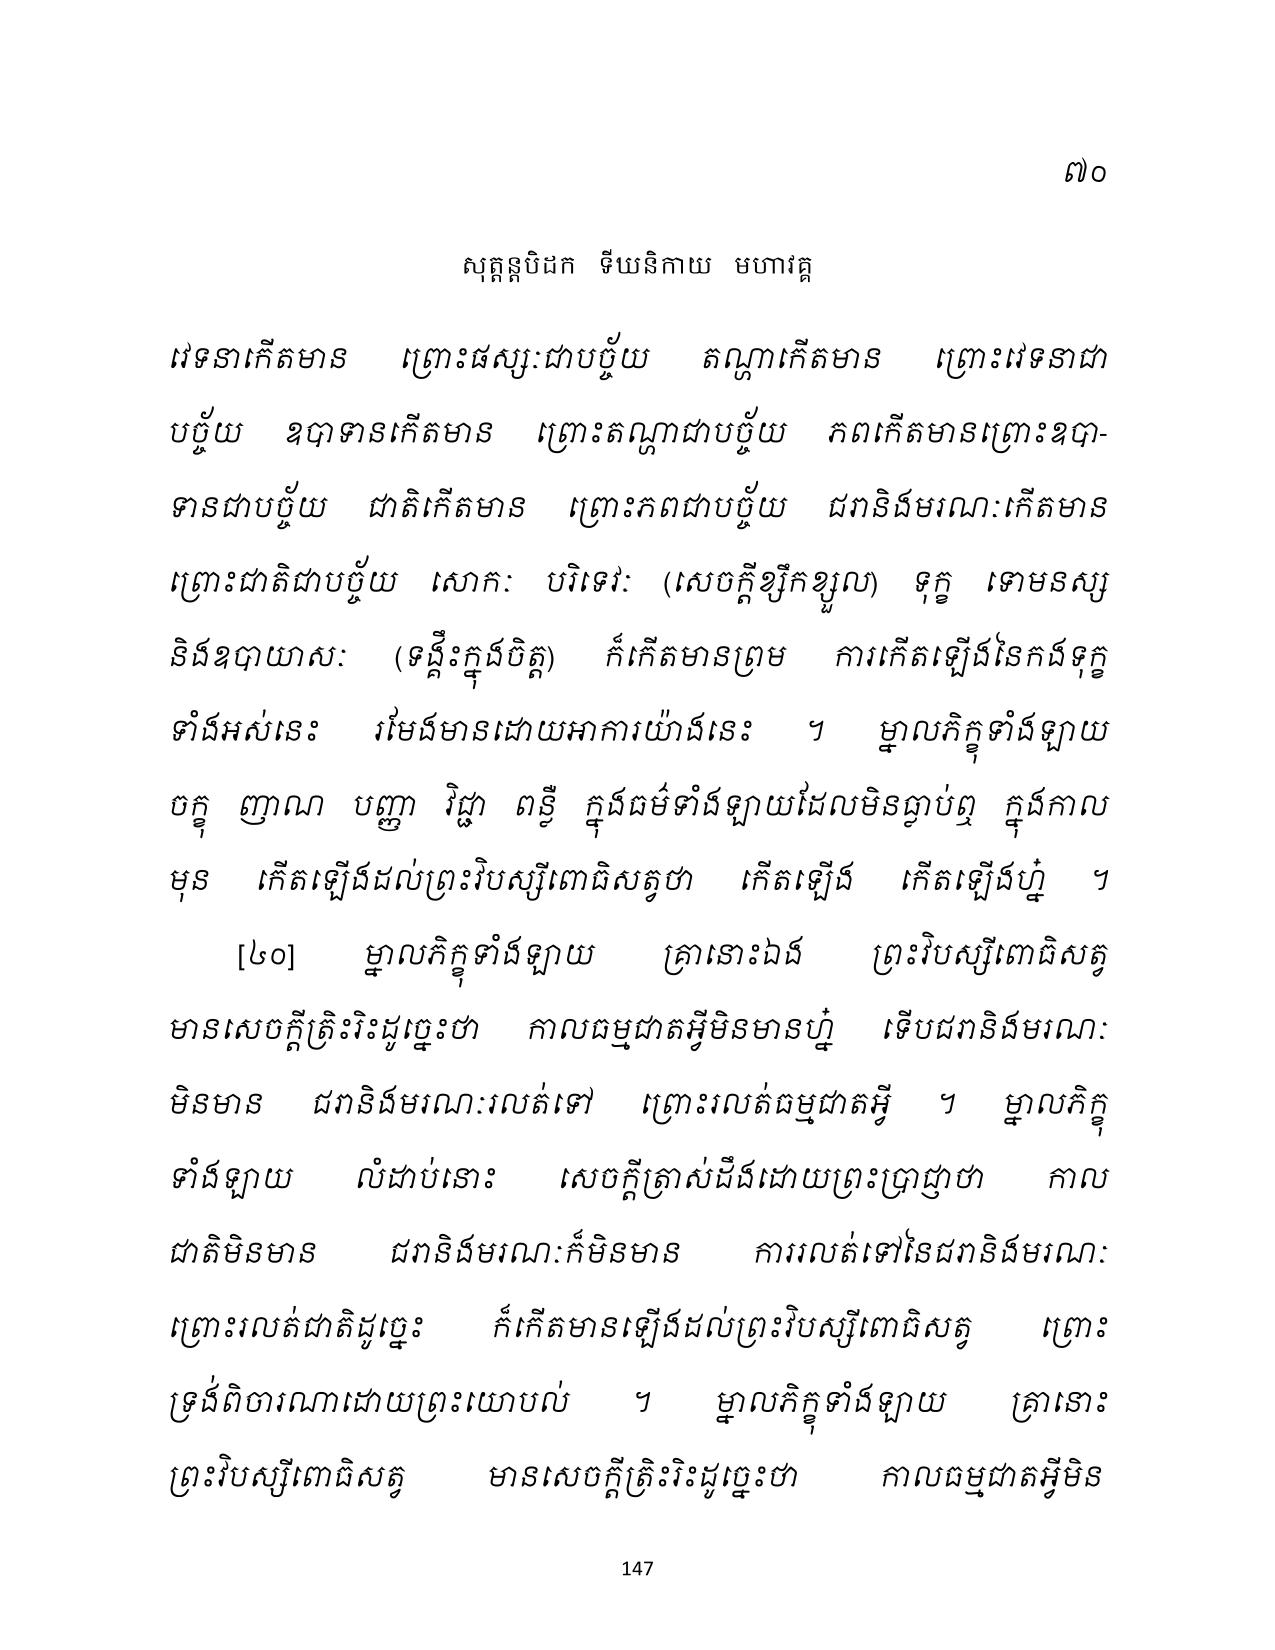 ៧០
សុត្តន្តបិដក ទីឃនិកាយ មហាវគ្គ
វេទនាកើតមាន ព្រោះផស្សៈជាបច្ច័យ តណ្ហាកើតមាន ព្រោះវេទនាជា
បច្ច័យ ឧបាទានកើតមាន ព្រោះតណ្ហាជាបច្ច័យ ភពកើតមានព្រោះឧបា-
ទានជាបច្ច័យ ជាតិកើតមាន ព្រោះភពជាបច្ច័យ ជរានិងមរណៈកើតមាន
ព្រោះជាតិជាបច្ច័យ សោកៈ បរិទេវៈ (សេចក្តីខ្សឹកខ្សួល) ទុក្ខ ទោមនស្ស
និងឧបាយាសៈ (ទង្គឹះក្នុងចិត្ត) ក៏កើតមានព្រម ការកើតឡើងនៃកងទុក្ខ
ទាំងអស់នេះ រមែងមានដោយអាការយ៉ាងនេះ ។ ម្នាលភិក្ខុទាំងឡាយ
ចក្ខុ ញាណ បញ្ញា វិជ្ជា ពន្លឺ ក្នុងធម៌ទាំងឡាយដែលមិនធ្លាប់ឮ ក្នុងកាល
មុន កើតឡើងដល់ព្រះវិបស្សីពោធិសត្វថា កើតឡើង កើតឡើងហ្ន៎ ។
[៤០] ម្នាលភិក្ខុទាំងឡាយ គ្រានោះឯង ព្រះវិបស្សីពោធិសត្វ
មានសេចក្តីត្រិះរិះដូច្នេះថា កាលធម្មជាតអ្វីមិនមានហ្ន៎ ទើបជរានិងមរណៈ
មិនមាន ជរានិងមរណៈរលត់ទៅ ព្រោះរលត់ធម្មជាតអ្វី ។ ម្នាលភិក្ខុ
ទាំងឡាយ លំដាប់នោះ សេចក្តីត្រាស់ដឹងដោយព្រះប្រាជ្ញាថា កាល
ជាតិមិនមាន ជរានិងមរណៈក៏មិនមាន ការរលត់ទៅនៃជរានិងមរណៈ
ព្រោះរលត់ជាតិដូច្នេះ ក៏កើតមានឡើងដល់ព្រះវិបស្សីពោធិសត្វ ព្រោះ
ទ្រង់ពិចារណាដោយព្រះយោបល់ ។ ម្នាលភិក្ខុទាំងឡាយ គ្រានោះ
ព្រះវិបស្សីពោធិសត្វ មានសេចក្តីត្រិះរិះដូច្នេះថា កាលធម្មជាតអ្វីមិន
147